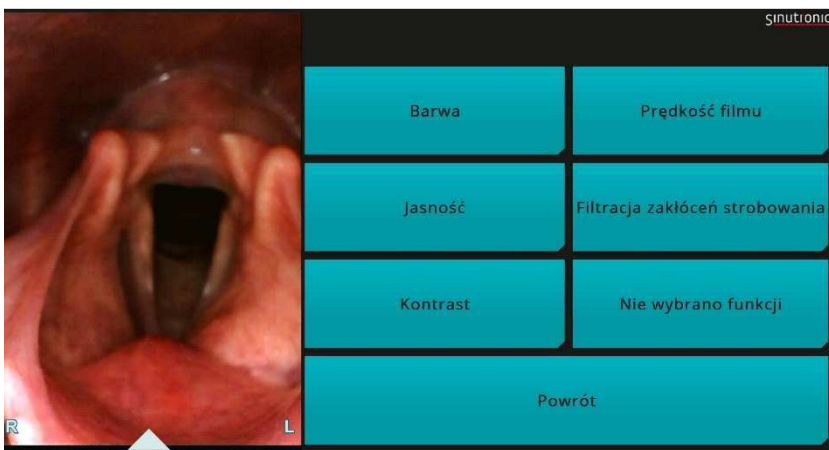 Sinutronic
Barwa
Prędkość filmu
Jasność
Filtracja zakłóceń strobowania
Kontrast
Nie wybrano funkcji
Powrót
R
L